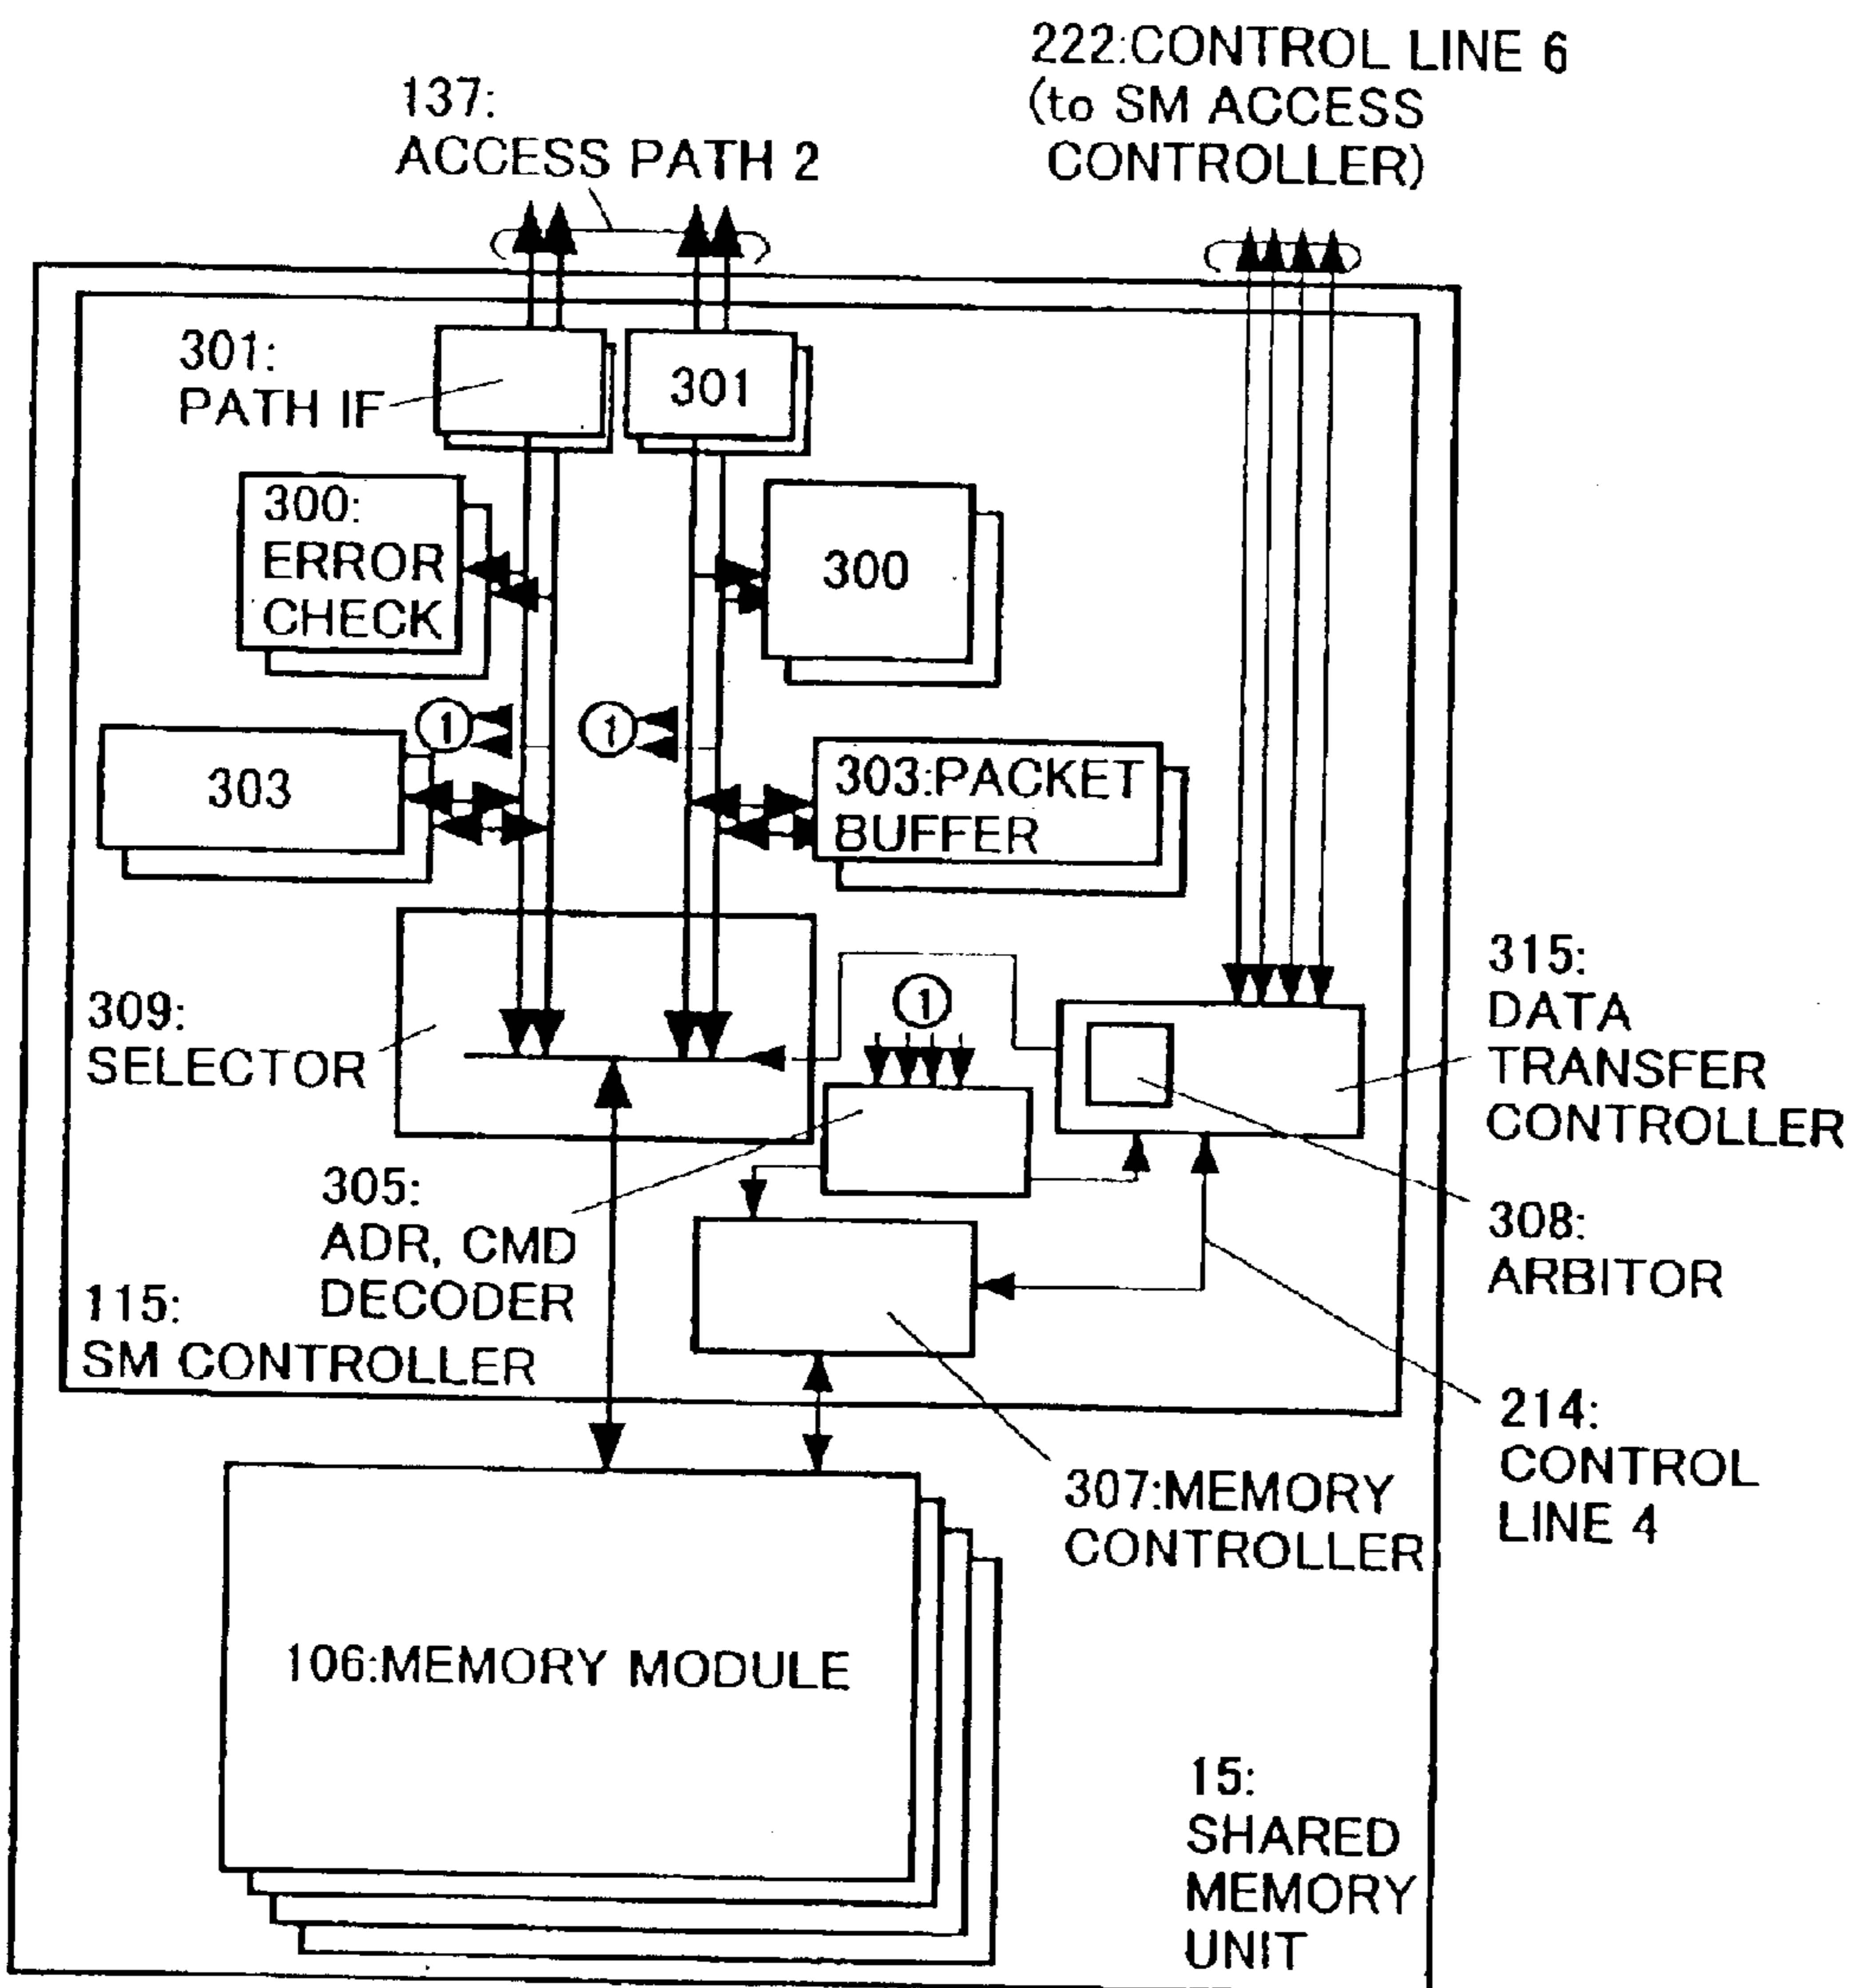 222:CONTROL LINE 6
(to SM ACCESS
CONTROLLER)
137:
ACCESS PATH 2
301:
PATH IF
301
300:
ERROR
CHECK
300
1
1
303
303:PACKET
BUFFER
309:
SELECTOR
1
315:
DATA
TRANSFER
CONTROLLER
305:
ADR, CMD
DECODER
308:
ARBITOR
115:
SM CONTROLLER
214:
CONTROL
LINE 4
307:MEMORY
CONTROLLER
106:MEMORY MODULE
15:
SHARED
MEMORY
UNIT